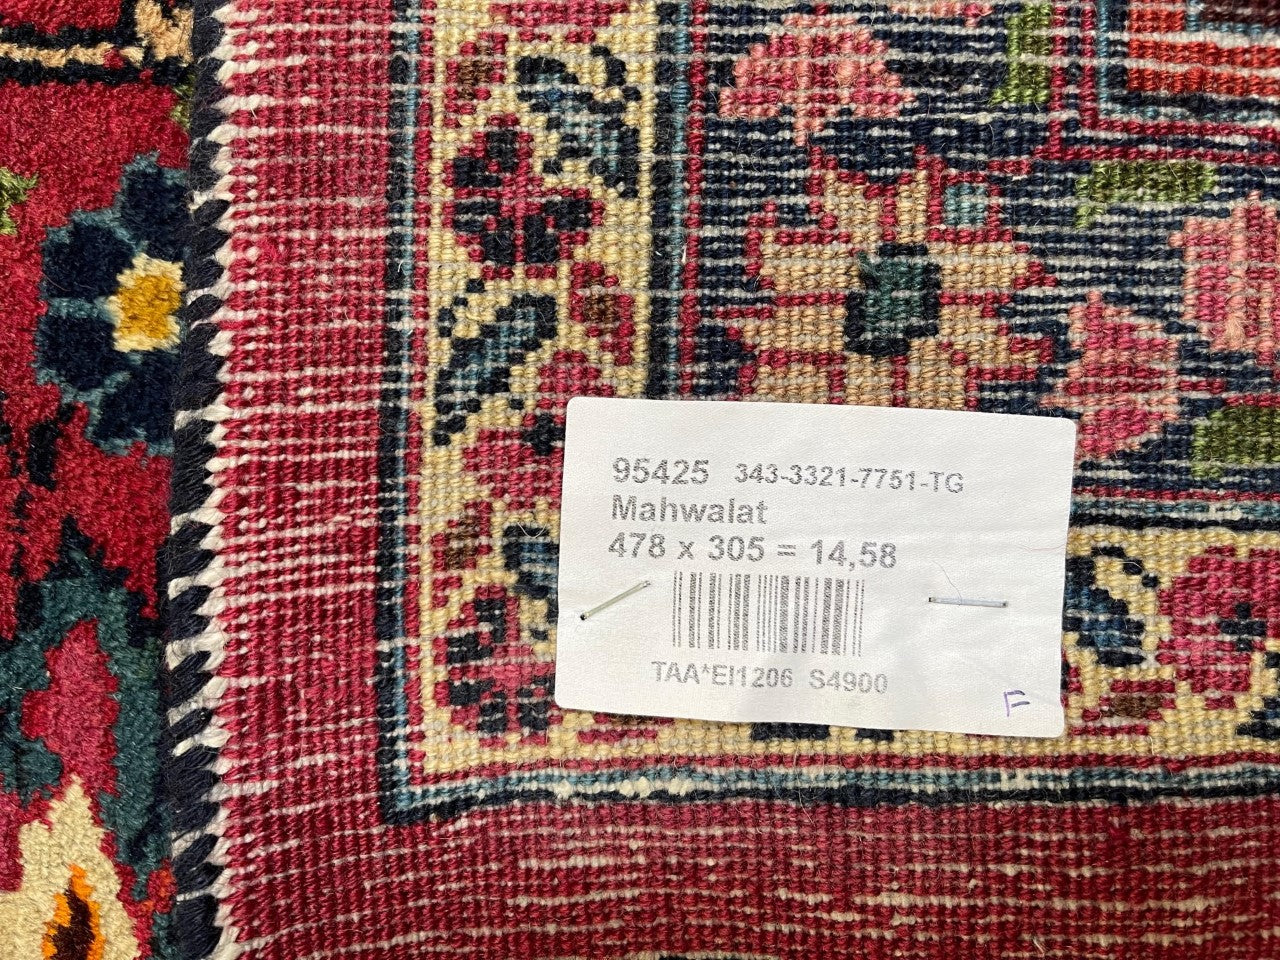 95425 343-3321-7751-TG
Mahwalat
478 x 305 = 14,58
TAA*EI1206 S4900
F